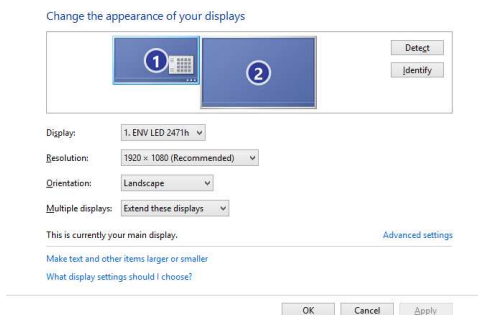 Change the appearance of your displays
1
2
Detect
Identify
Display: 1. ENV LED 2471h
Resolution: 1920 × 1080 (Recommended)
Orientation: Landscape
Multiple displays: Extend these displays
This is currently your main display. Advanced settings
Make text and other items larger or smaller
What display settings should I choose?
OK Cancel Apply